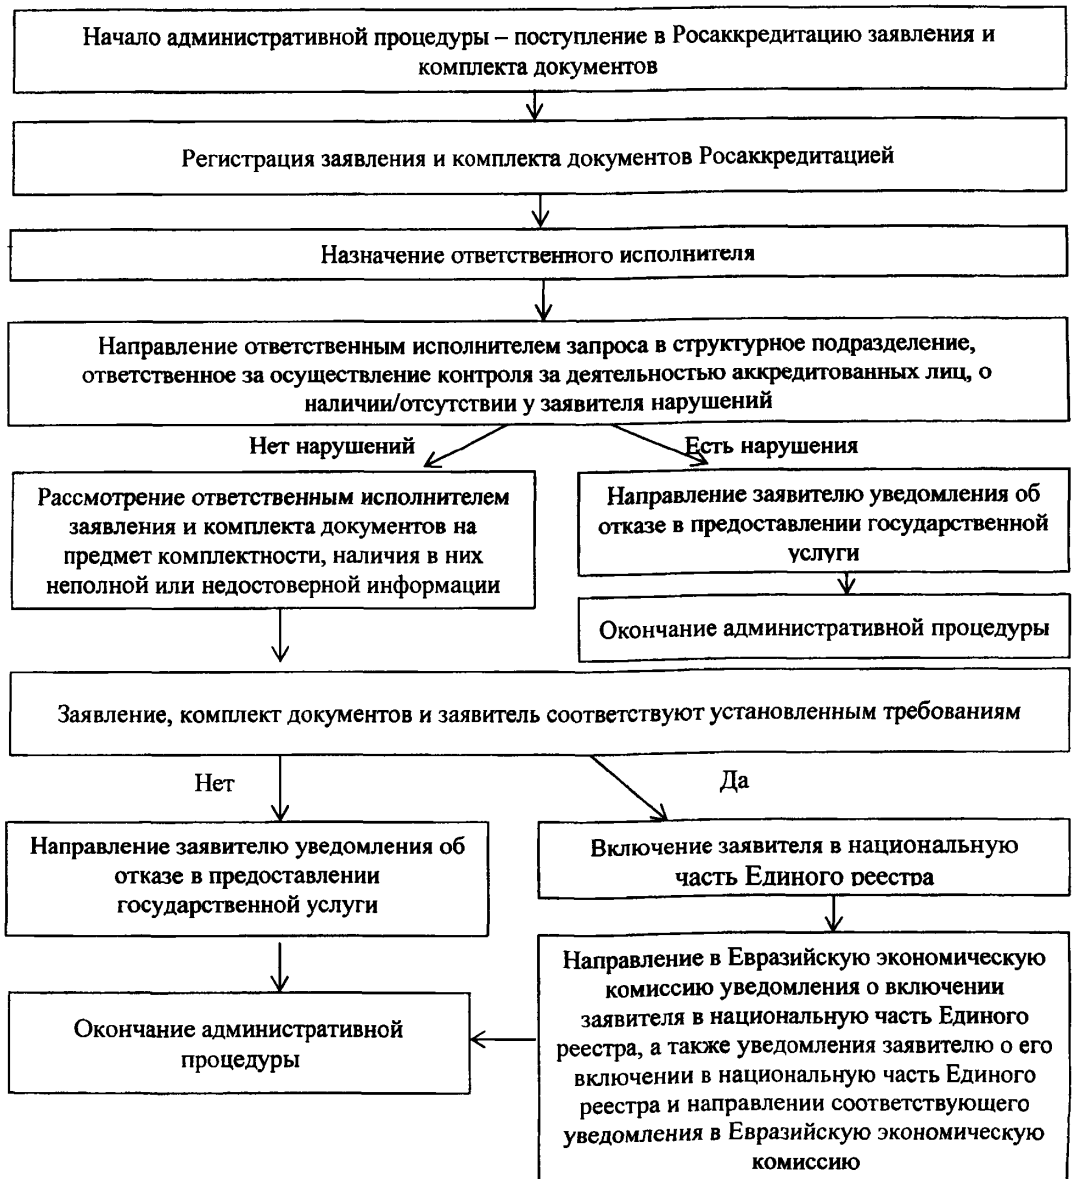 Начало административной процедуры – поступление в Росаккредитацию заявления и
комплекта документов
Регистрация заявления и комплекта документов Росаккредитацией
Назначение ответственного исполнителя
Направление ответственным исполнителем запроса в структурное подразделение,
ответственное за осуществление контроля за деятельностью аккредитованных лиц, о
наличии/отсутствии у заявителя нарушений
Нет нарушений
Есть нарушения
Рассмотрение ответственным исполнителем
заявления и комплекта документов на
предмет комплектности, наличия в них
неполной или недостоверной информации
Направление заявителю уведомления об
отказе в предоставлении государственной
услуги
Окончание административной процедуры
Заявление, комплект документов и заявитель соответствуют установленным требованиям
Нет
Да
Направление заявителю уведомления об
отказе в предоставлении
государственной услуги
Включение заявителя в национальную
часть Единого реестра
Направление в Евразийскую экономическую
комиссию уведомления о включении
заявителя в национальную часть Единого
реестра, а также уведомления заявителю о его
включении в национальную часть Единого
реестра и направлении соответствующего
уведомления в Евразийскую экономическую
комиссию
Окончание административной
процедуры